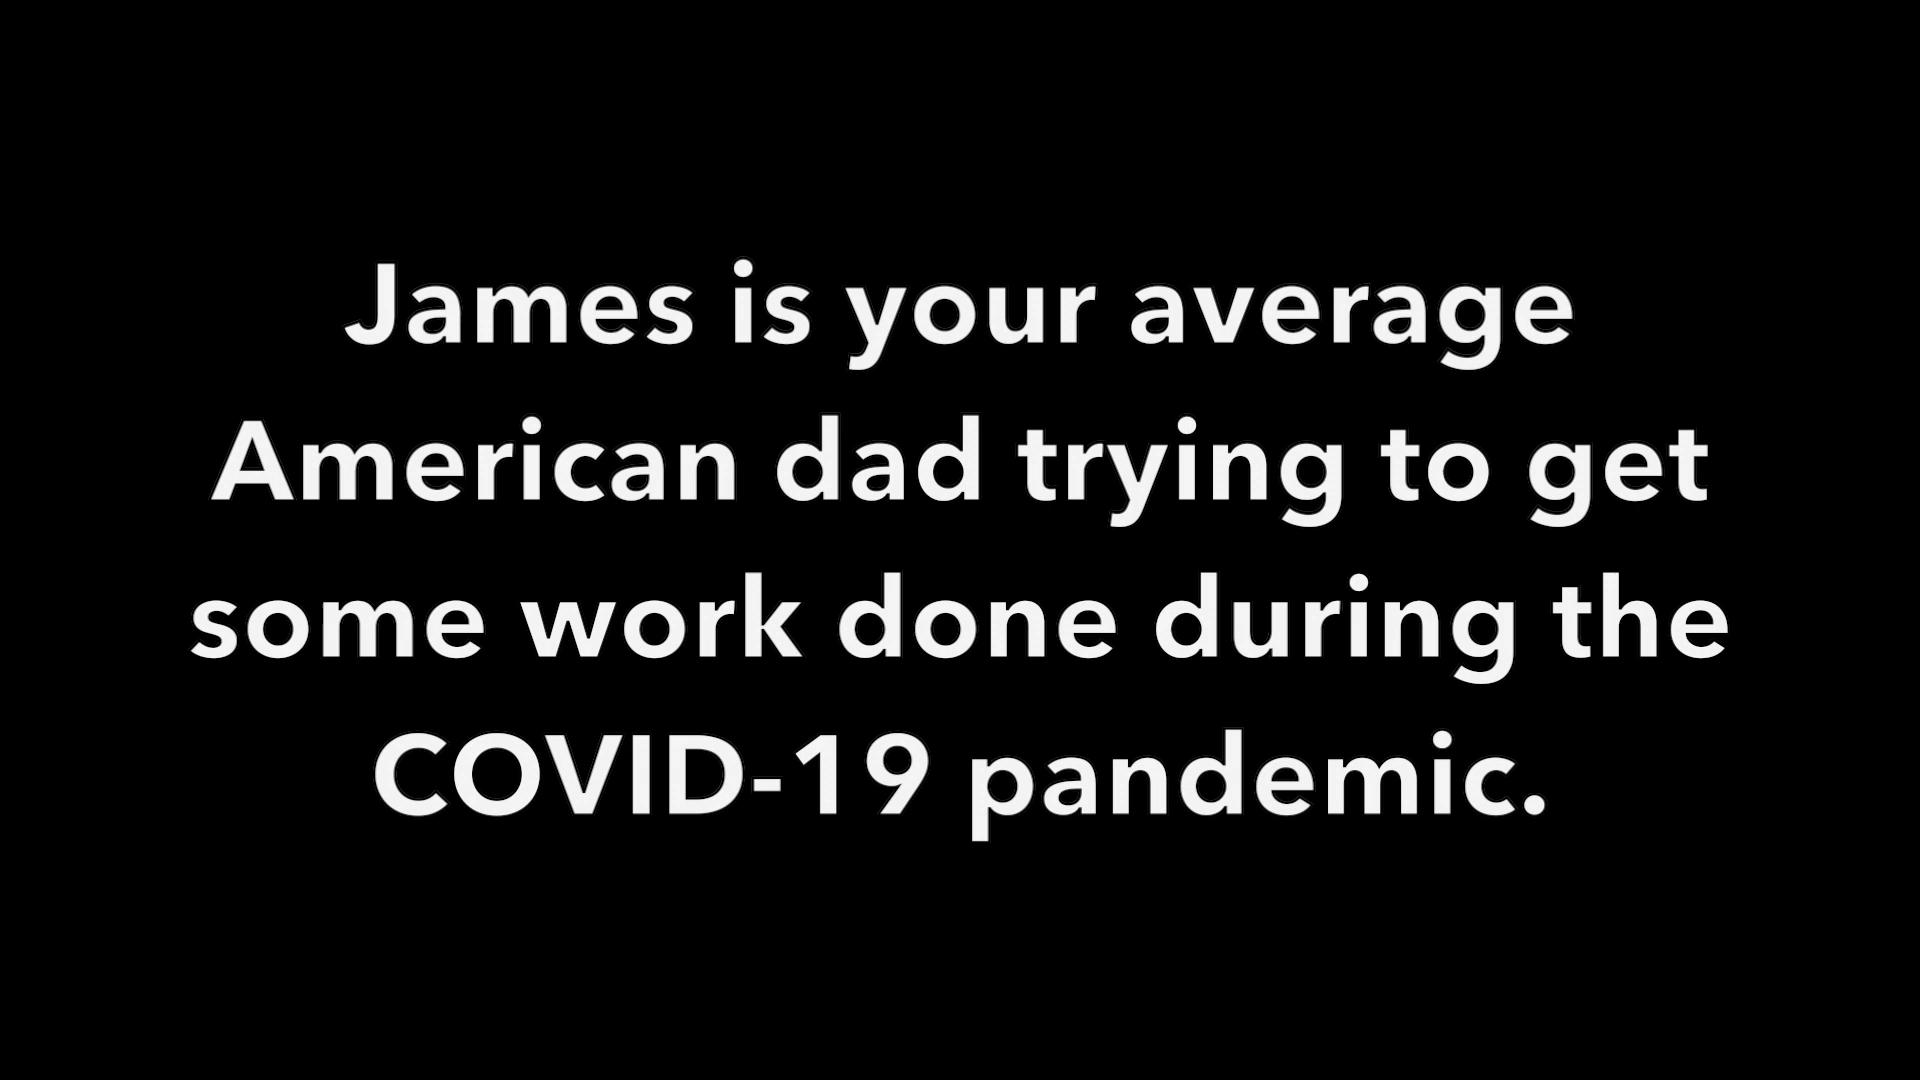 James is your average
American dad trying to get
some work done during the
COVID-19 pandemic.